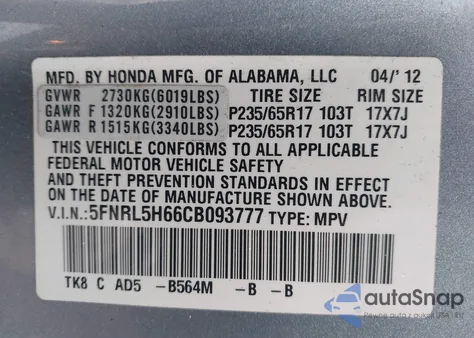 MFD. BY HONDA MFG. OF ALABAMA, LLC 04/' 12
GVWR 2730KG(6019LBS) TIRE SIZE RIM SIZE
GAWR F 1320KG(2910LBS) P235/65R17 103T 17X7J
GAWR R 1515KG(3340LBS) P235/65R17 103T 17X7J
THIS VEHICLE CONFORMS TO ALL APPLICABLE
FEDERAL MOTOR VEHICLE SAFETY
AND THEFT PREVENTION STANDARDS IN EFFECT
ON THE DATE OF MANUFACTURE SHOWN ABOVE.
V.I.N.: 5FNRL5H66CB093777 TYPE: MPV
TK8 C AD5 -B564M -B -B
autoSnap